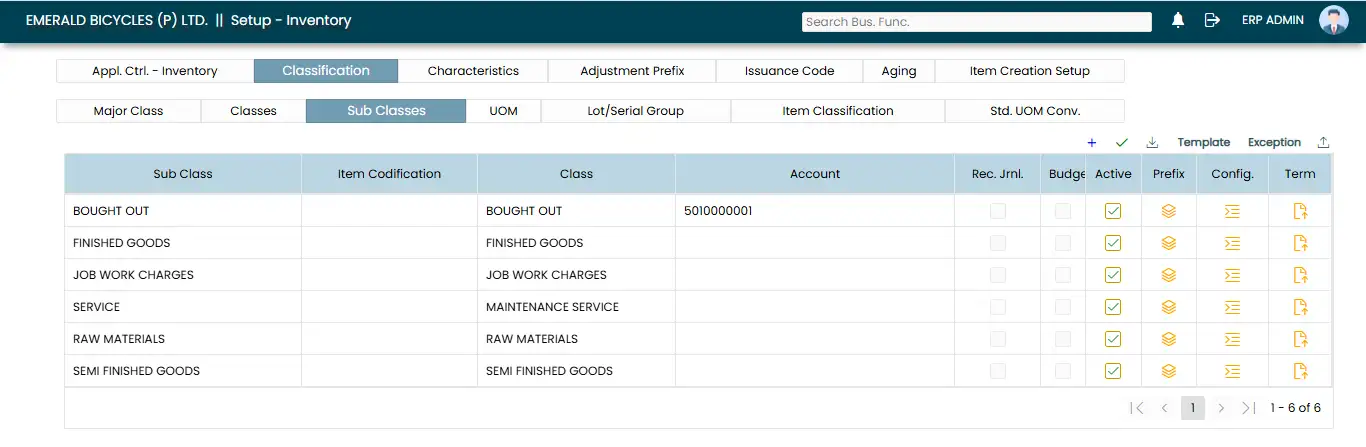 EMERALD BICYCLES (P) LTD. || Setup - Inventory Search Bus. Func. ERP ADMIN
Appl. Ctrl. - Inventory Classification Characteristics Adjustment Prefix Issuance Code Aging Item Creation Setup
Major Class Classes Sub Classes UOM Lot/Serial Group Item Classification Std. UOM Conv.
Template Exception
Sub Class Item Codification Class Account Rec. Jrnl. Budge Active Prefix Config. Term
BOUGHT OUT BOUGHT OUT 5010000001
FINISHED GOODS FINISHED GOODS
JOB WORK CHARGES JOB WORK CHARGES
SERVICE MAINTENANCE SERVICE
RAW MATERIALS RAW MATERIALS
SEMI FINISHED GOODS SEMI FINISHED GOODS
1 1 - 6 of 6